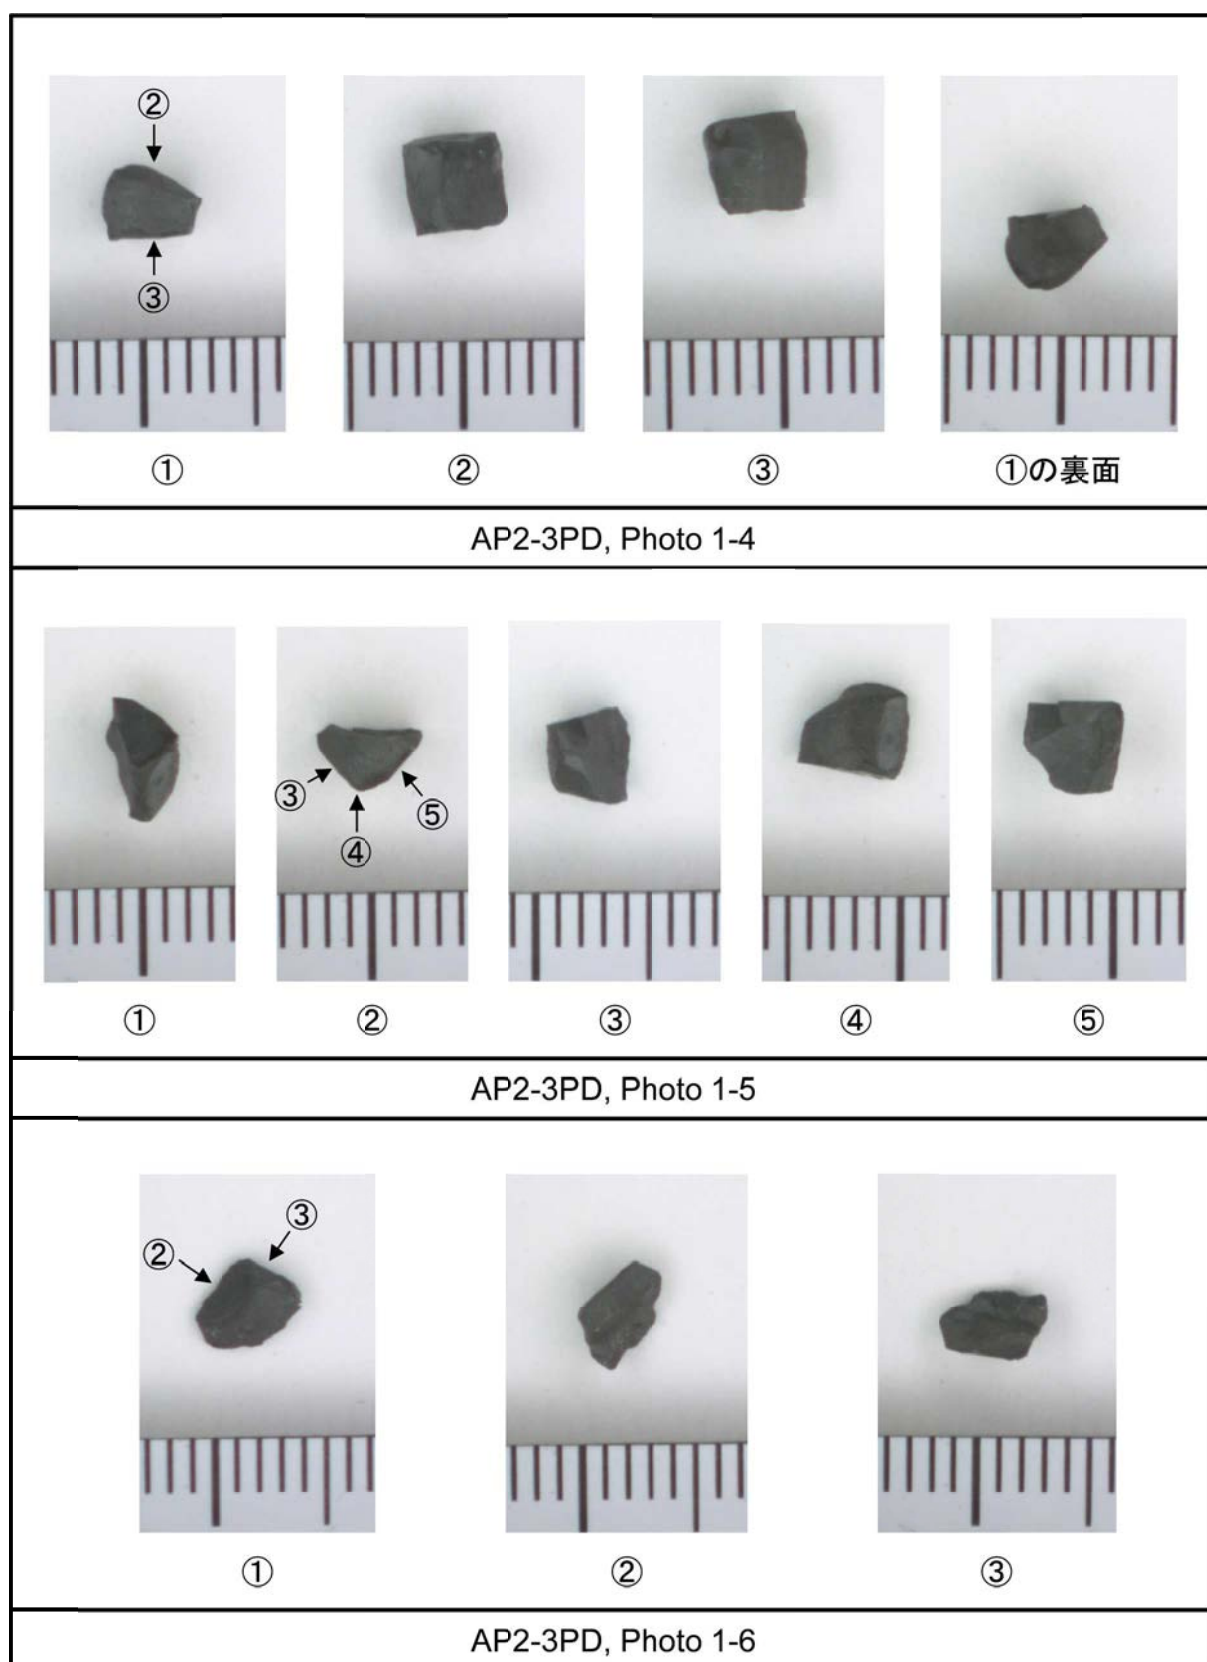 ②
③
① ② ③ ①の裏面
AP2-3PD, Photo 1-4
③ ⑤
④
① ② ③ ④ ⑤
AP2-3PD, Photo 1-5
③
②
① ② ③
AP2-3PD, Photo 1-6